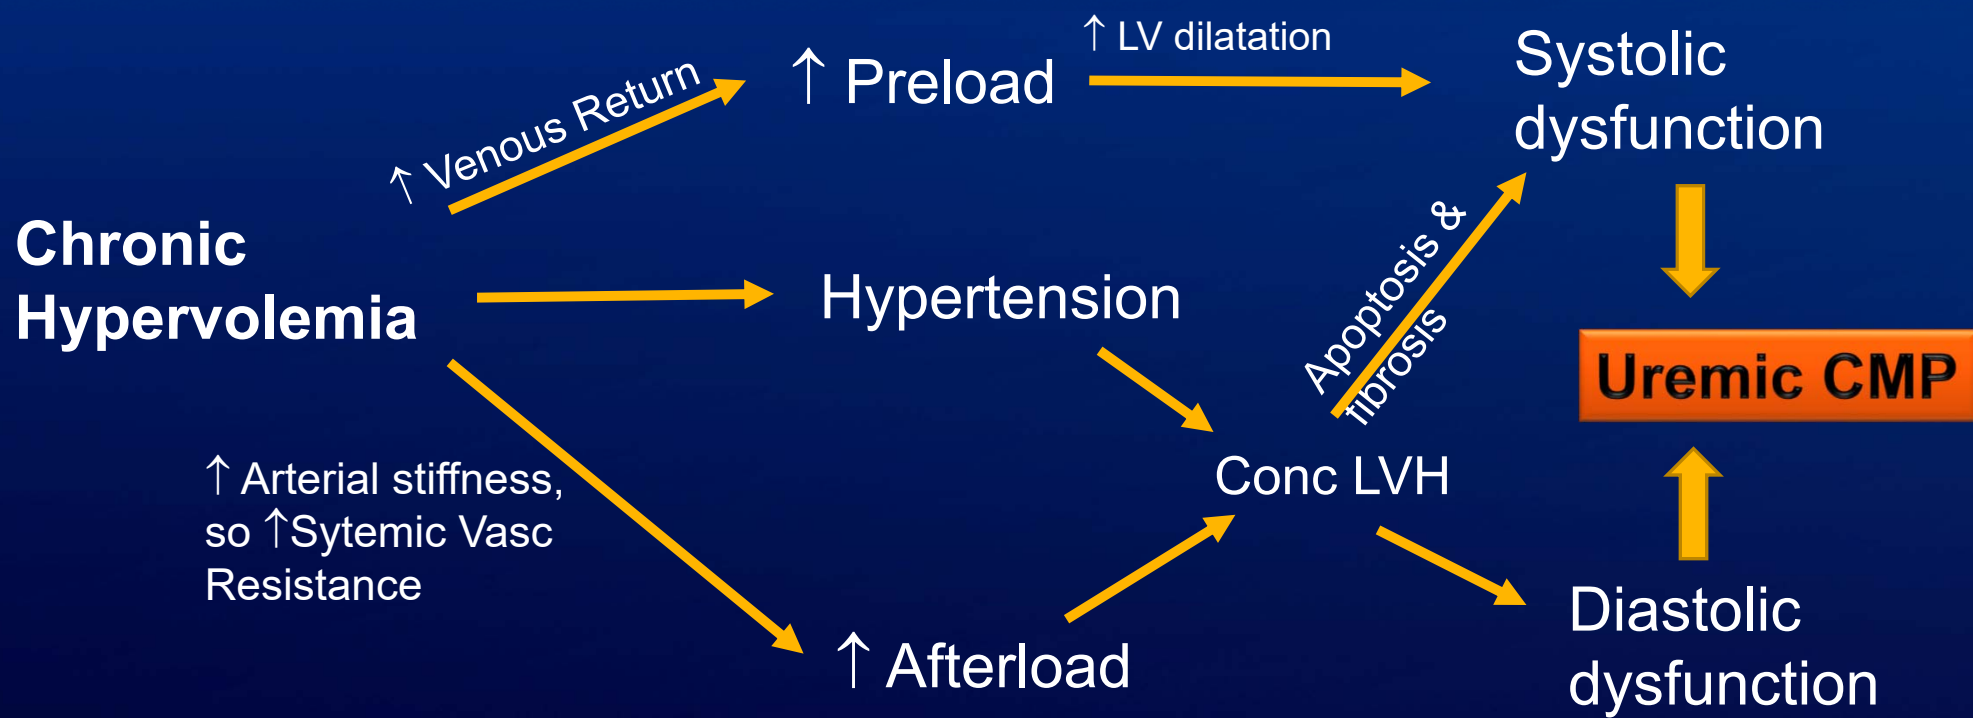 ↑ LV dilatation
Systolic
dysfunction
↑ Venous Return
↑ Preload
Chronic
Hypervolemia
Hypertension
Apoptosis &
fibrosis
Uremic CMP
↑ Arterial stiffness,
so ↑Sytemic Vasc
Resistance
Conc LVH
↑ Afterload
Diastolic
dysfunction